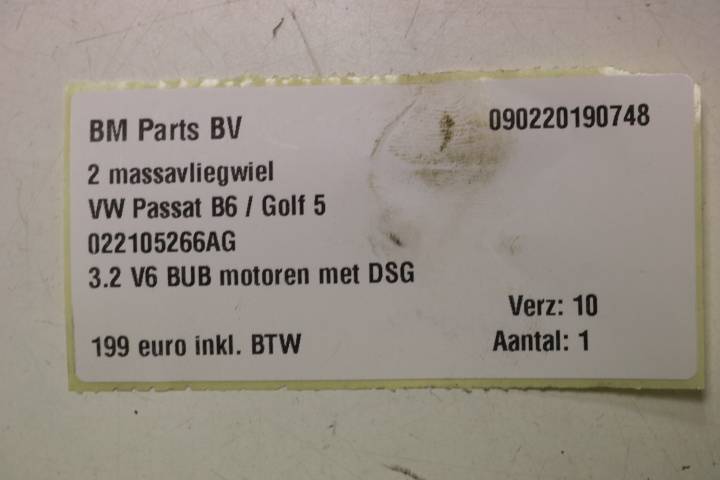 BM Parts BV
090220190748
2 massavliegwiel
VW Passat B6 / Golf 5
022105266AG
3.2 V6 BUB motoren met DSG
Verz: 10
199 euro inkl. BTW
Aantal: 1